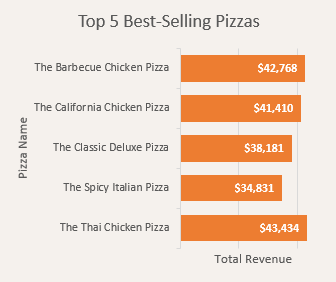 Top 5 Best-Selling Pizzas
Pizza Name
The Barbecue Chicken Pizza $42,768
The California Chicken Pizza $41,410
The Classic Deluxe Pizza $38,181
The Spicy Italian Pizza $34,831
The Thai Chicken Pizza $43,434
Total Revenue